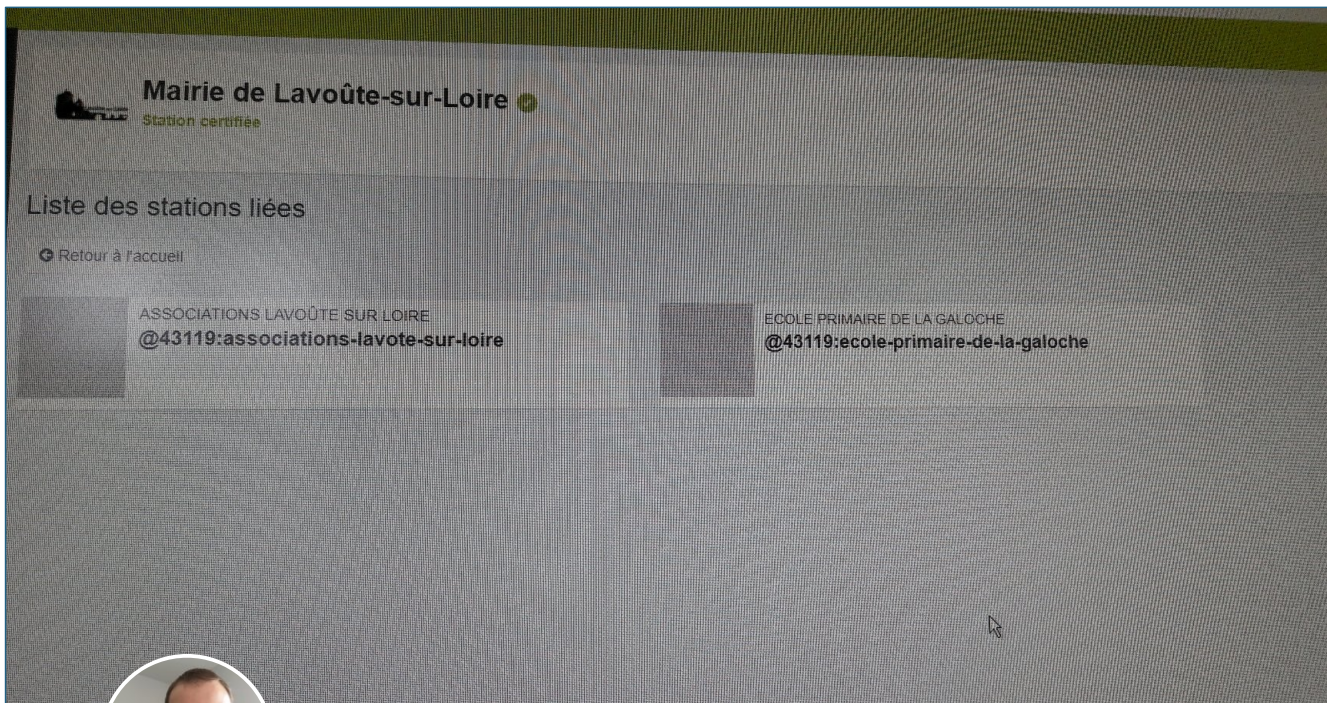 Mairie de Lavoûte-sur-Loire
Station certifiée
Liste des stations liées
Retour à l'accueil
ASSOCIATIONS LAVOÛTE SUR LOIRE
@43119:associations-lavote-sur-loire
ECOLE PRIMAIRE DE LA GALOCHE
@43119:ecole-primaire-de-la-galoche